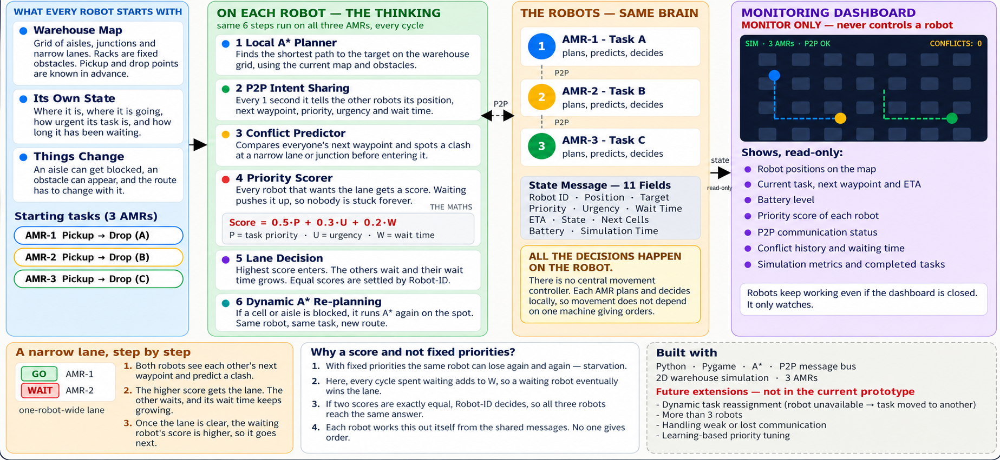 WHAT EVERY ROBOT STARTS WITH
Warehouse Map
Grid of aisles, junctions and
narrow lanes. Racks are fixed
obstacles. Pickup and drop points
are known in advance.
Its Own State
Where it is, where it is going,
how urgent its task is, and how
long it has been waiting.
Things Change
An aisle can get blocked, an
obstacle can appear, and the route
has to change with it.
Starting tasks (3 AMRs)
AMR-1 Pickup → Drop (A)
AMR-2 Pickup → Drop (B)
AMR-3 Pickup → Drop (C)
ON EACH ROBOT — THE THINKING
same 6 steps run on all three AMRs, every cycle
1 Local A* Planner
Finds the shortest path to the target on the warehouse
grid, using the current map and obstacles.
2 P2P Intent Sharing
Every 1 second it tells the other robots its position,
next waypoint, priority, urgency and wait time.
3 Conflict Predictor
Compares everyone's next waypoint and spots a clash
at a narrow lane or junction before entering it.
4 Priority Scorer
Every robot that wants the lane gets a score. Waiting
pushes it up, so nobody is stuck forever.
THE MATHS
Score = 0.5·P + 0.3·U + 0.2·W
P = task priority · U = urgency · W = wait time
5 Lane Decision
Highest score enters. The others wait and their wait
time grows. Equal scores are settled by Robot-ID.
6 Dynamic A* Re-planning
If a cell or aisle is blocked, it runs A* again on the spot.
Same robot, same task, new route.
P2P
THE ROBOTS — SAME BRAIN
1
AMR-1 - Task A
plans, predicts, decides
P2P
2
AMR-2 - Task B
plans, predicts, decides
P2P
3
AMR-3 - Task C
plans, predicts, decides
State Message — 11 Fields
Robot ID · Position · Target
Priority · Urgency · Wait Time
ETA · State · Next Cells
Battery · Simulation Time
ALL THE DECISIONS HAPPEN
ON THE ROBOT.
There is no central movement
controller. Each AMR plans and decides
locally, so movement does not depend
on one machine giving orders.
state
read-only
MONITORING DASHBOARD
MONITOR ONLY — never controls a robot
SIM · 3 AMRs · P2P OK
CONFLICTS: 0
Shows, read-only:
Robot positions on the map
Current task, next waypoint and ETA
Battery level
Priority score of each robot
P2P communication status
Conflict history and waiting time
Simulation metrics and completed tasks
Robots keep working even if the dashboard is closed.
It only watches.
A narrow lane, step by step
GO AMR-1
WAIT AMR-2
one-robot-wide lane
1. Both robots see each other's next
waypoint and predict a clash.
2. The higher score gets the lane. The
other waits, and its wait time keeps
growing.
3. Once the lane is clear, the waiting
robot's score is higher, so it goes
next.
Why a score and not fixed priorities?
1. With fixed priorities the same robot can lose again and again — starvation.
2. Here, every cycle spent waiting adds to W, so a waiting robot eventually
wins the lane.
3. If two scores are exactly equal, Robot-ID decides, so all three robots
reach the same answer.
4. Each robot works this out itself from the shared messages. No one gives
order.
Built with
Python · Pygame · A* · P2P message bus
2D warehouse simulation · 3 AMRs
Future extensions — not in the current prototype
- Dynamic task reassignment (robot unavailable → task moved to another)
- More than 3 robots
- Handling weak or lost communication
- Learning-based priority tuning